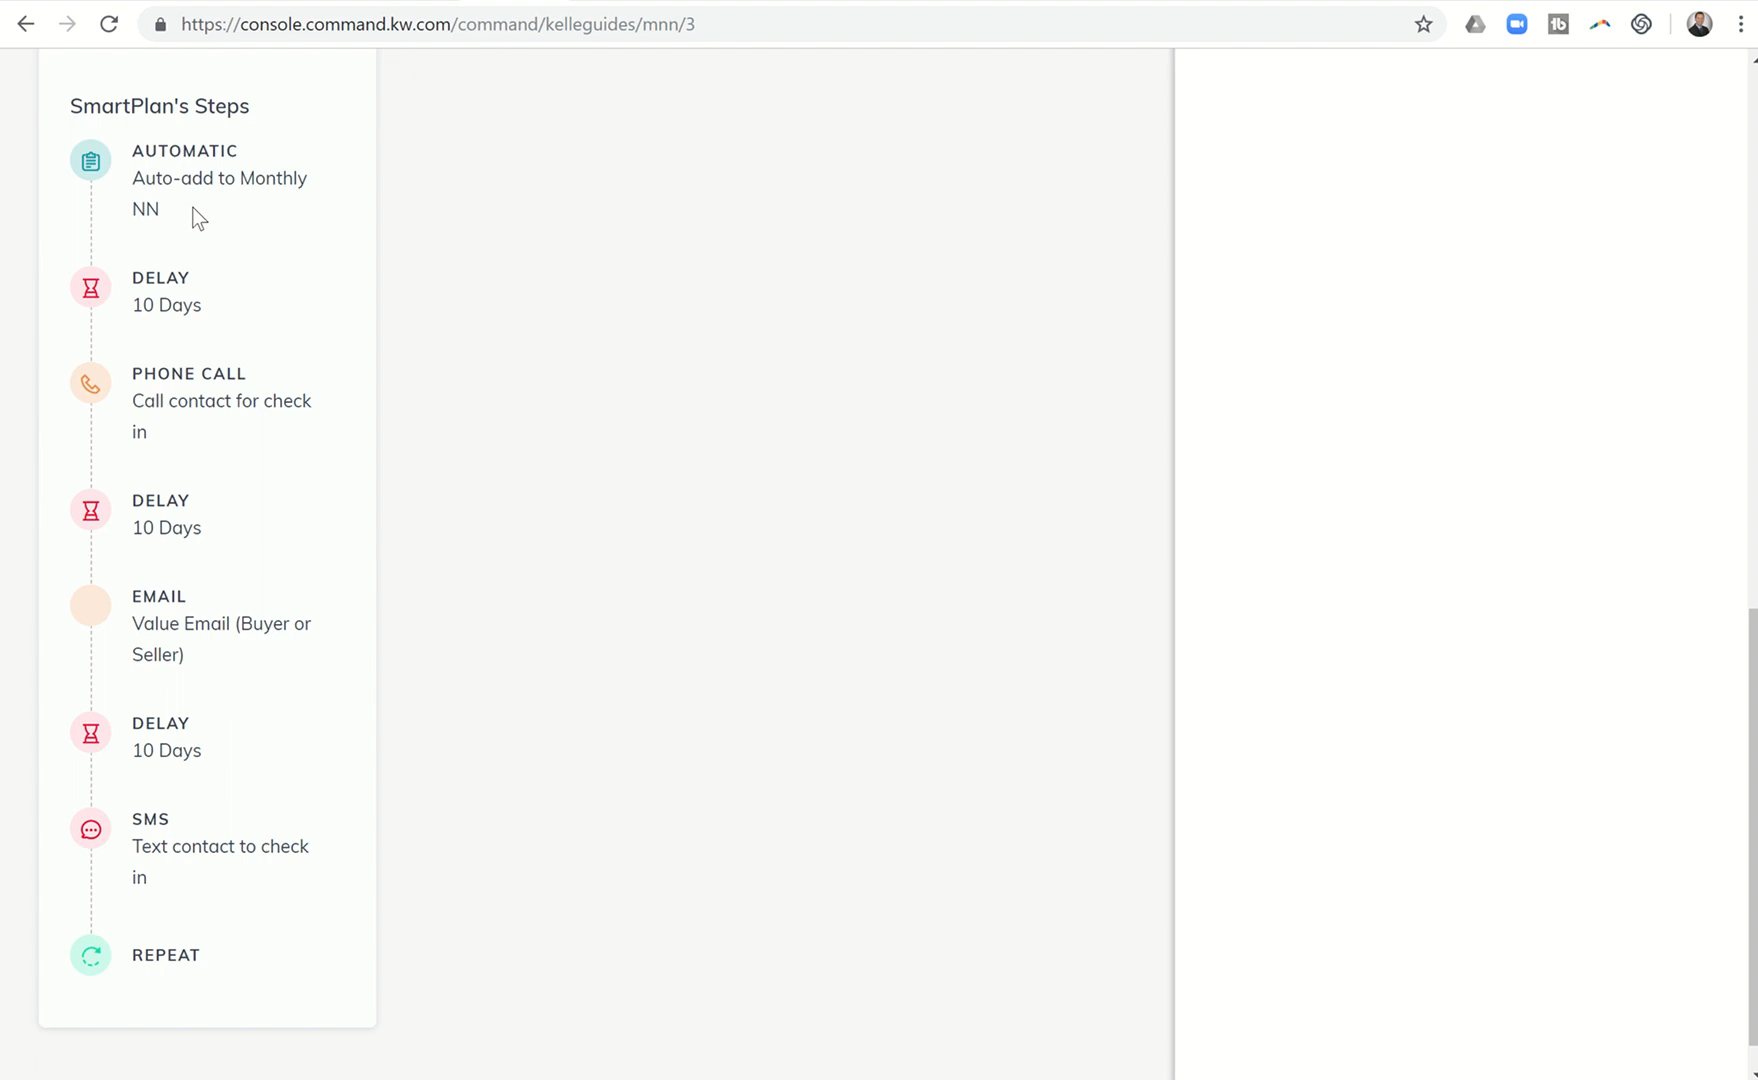 https://console.command.kw.com/command/kelleguides/mnn/3
SmartPlan's Steps
AUTOMATIC
Auto-add to Monthly
NN
DELAY
10 Days
PHONE CALL
Call contact for check
in
DELAY
10 Days
EMAIL
Value Email (Buyer or
Seller)
DELAY
10 Days
SMS
Text contact to check
in
REPEAT